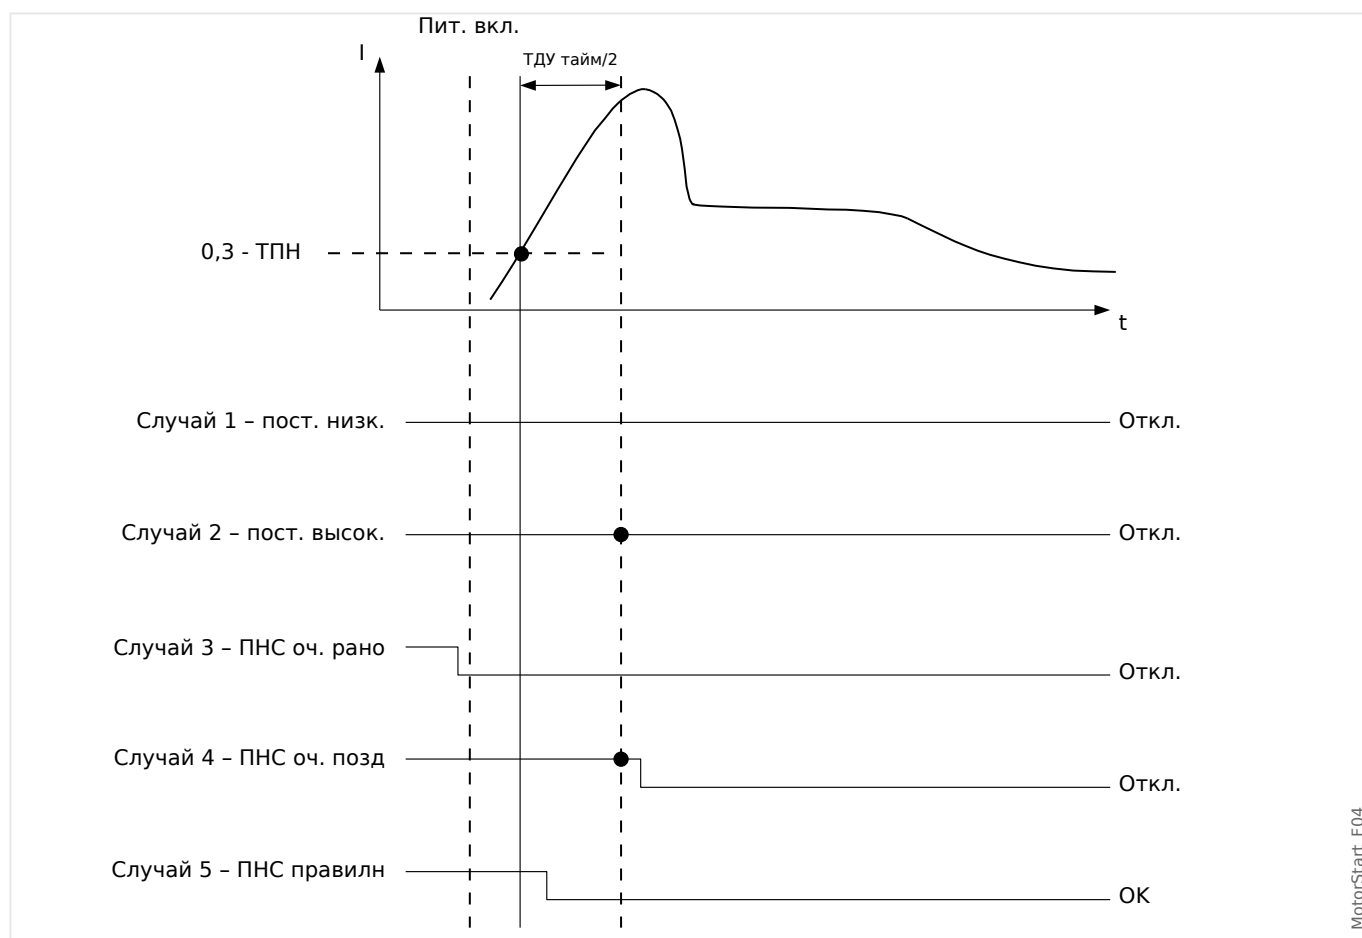 Пит. вкл.
I
ТДУ тайм/2
0,3 - ТПН
t
Случай 1 – пост. низк.
Откл.
Случай 2 – пост. высок.
Откл.
Случай 3 – ПНС оч. рано
Откл.
Случай 4 – ПНС оч. позд
Откл.
Случай 5 – ПНС правилн
OK
MotorStart_E04